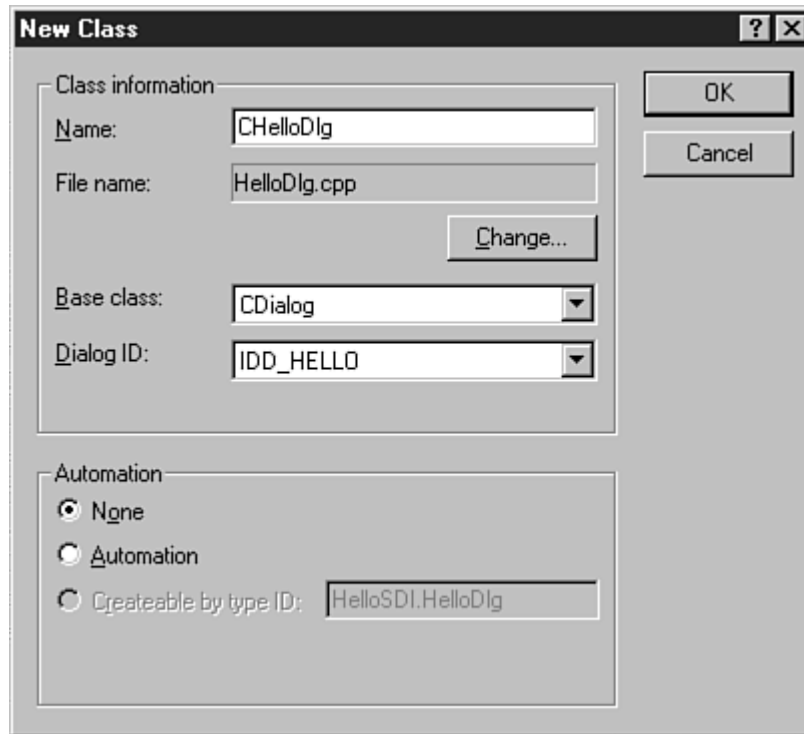 New Class
Class information
Name: CHelloDlg
OK
File name: HelloDlg.cpp
Cancel
Change...
Base class: CDialog
Dialog ID: IDD_HELLO
Automation
None
Automation
Createable by type ID: HelloSDI.HelloDlg